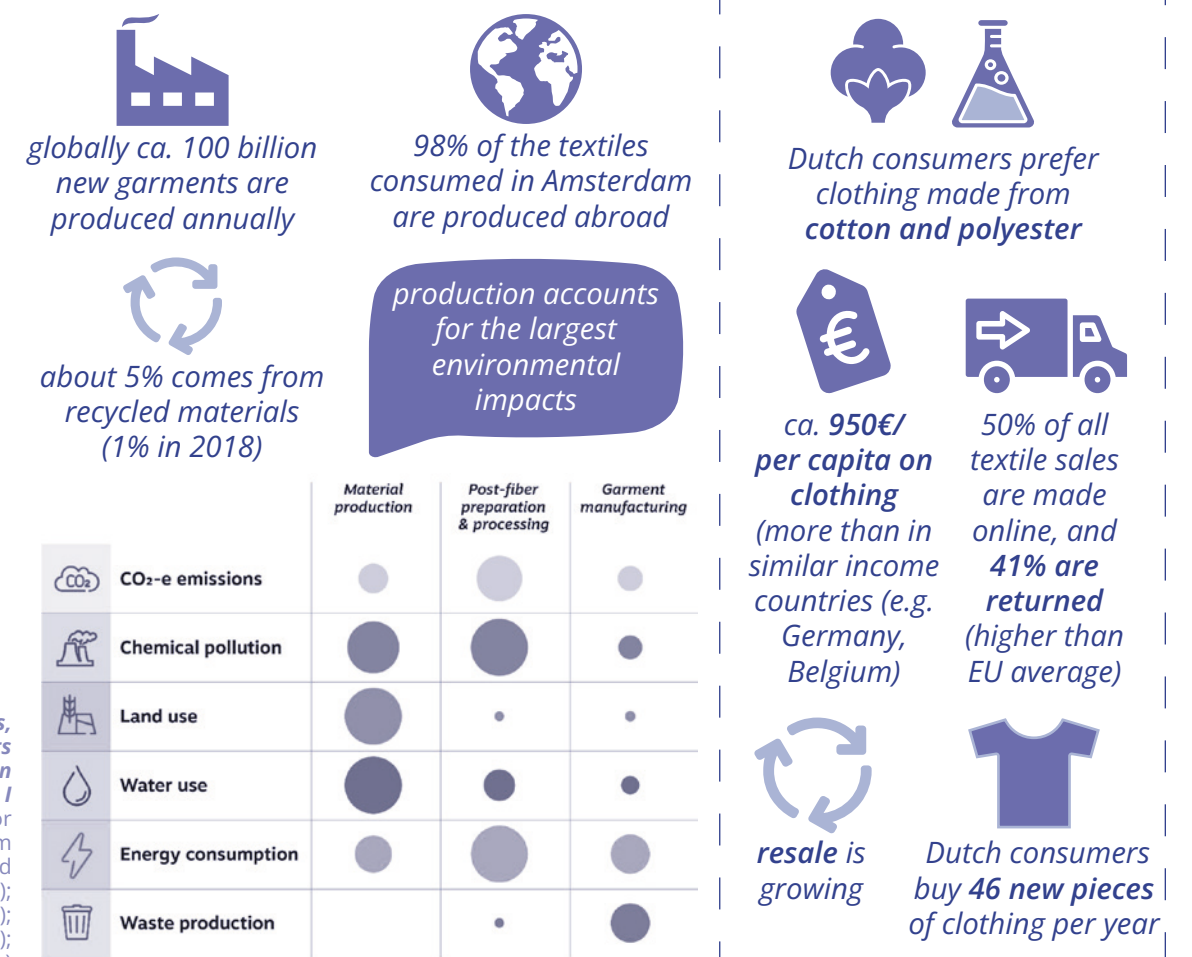 globally ca. 100 billion
new garments are
produced annually
98% of the textiles
consumed in Amsterdam
are produced abroad
about 5% comes from
recycled materials
(1% in 2018)
production accounts
for the largest
environmental
impacts
Material
production
Post-fiber
preparation
& processing
Garment
manufacturing
CO₂
CO₂-e emissions
Chemical pollution
Land use
Water use
Energy consumption
Waste production
Dutch consumers prefer
clothing made from
cotton and polyester
€
ca. 950€/
per capita on
clothing
(more than in
similar income
countries (e.g.
Germany,
Belgium)
50% of all
textile sales
are made
online, and
41% are
returned
(higher than
EU average)
resale is
growing
Dutch consumers
buy 46 new pieces
of clothing per year